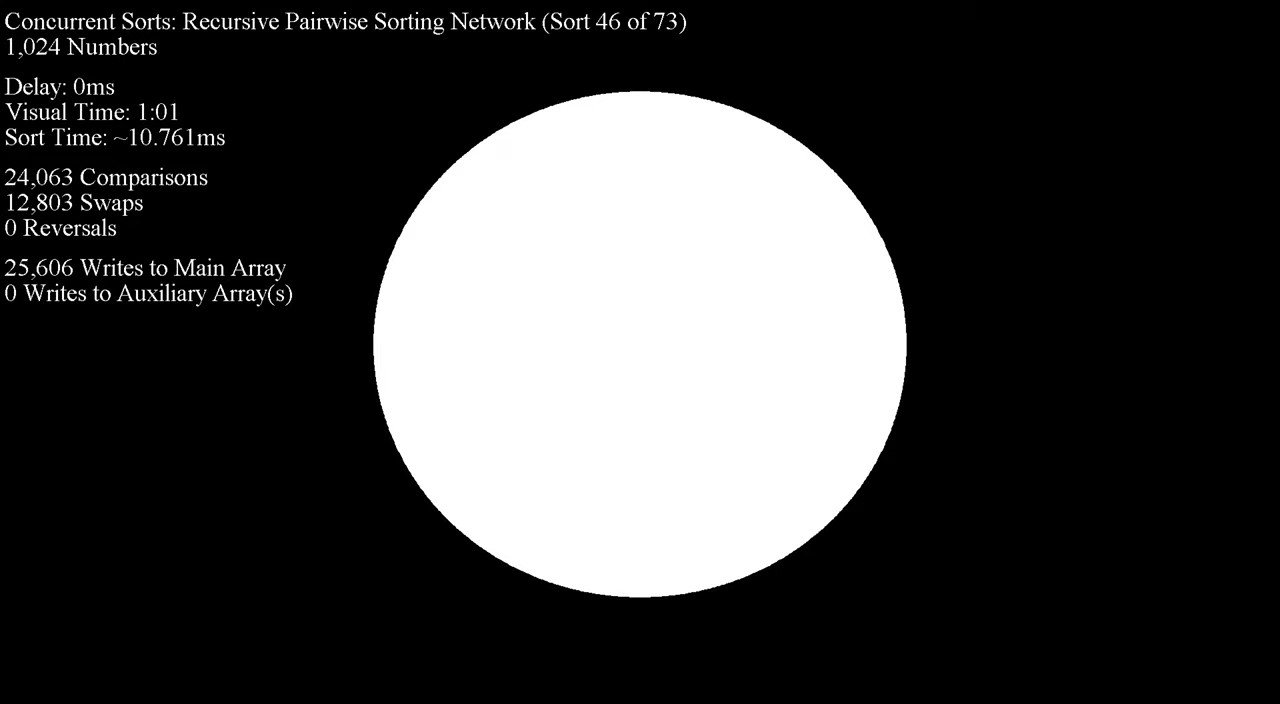 Concurrent Sorts: Recursive Pairwise Sorting Network (Sort 46 of 73)
1,024 Numbers
Delay: 0ms
Visual Time: 1:01
Sort Time: ~10.761ms
24,063 Comparisons
12,803 Swaps
0 Reversals
25,606 Writes to Main Array
0 Writes to Auxiliary Array(s)